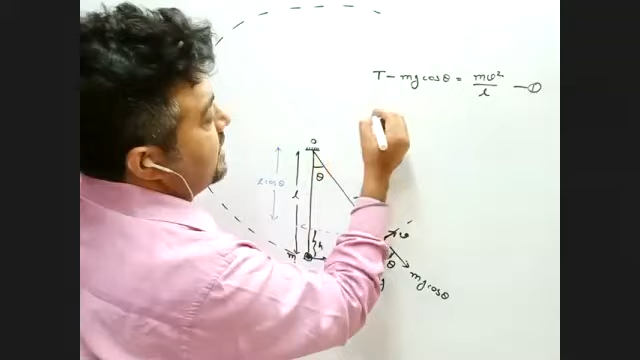 T - mg cos θ = mv²/l — ①
O
θ
l cos θ
l
c
h
m
v
θ
mg cos θ